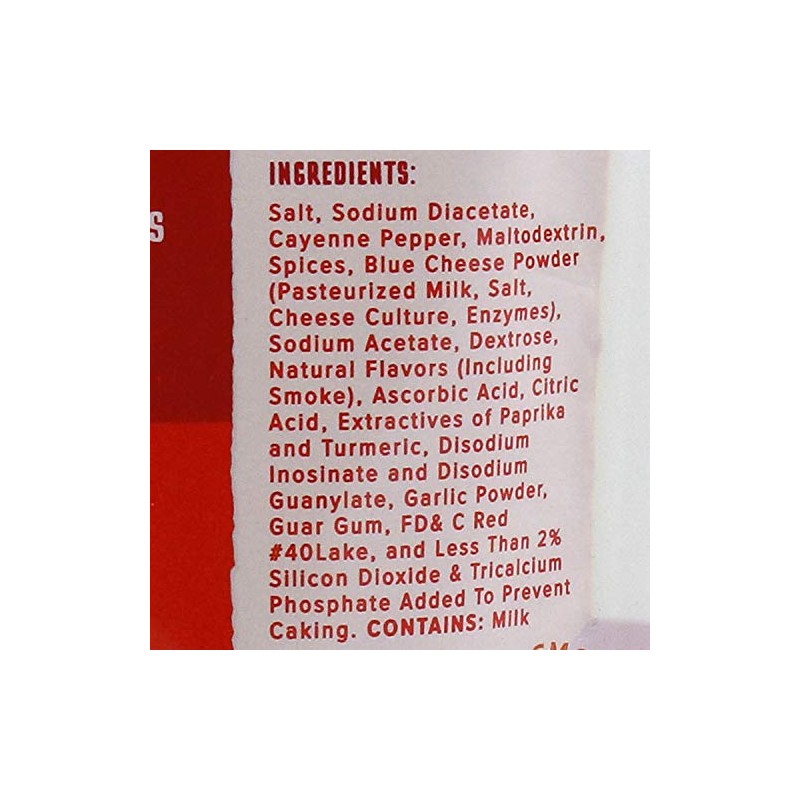 S
INGREDIENTS:
Salt, Sodium Diacetate,
Cayenne Pepper, Maltodextrin,
Spices, Blue Cheese Powder
(Pasteurized Milk, Salt,
Cheese Culture, Enzymes),
Sodium Acetate, Dextrose,
Natural Flavors (Including
Smoke), Ascorbic Acid, Citric
Acid, Extractives of Paprika
and Turmeric, Disodium
Inosinate and Disodium
Guanylate, Garlic Powder,
Guar Gum, FD& C Red
#40Lake, and Less Than 2%
Silicon Dioxide & Tricalcium
Phosphate Added To Prevent
Caking. CONTAINS: Milk